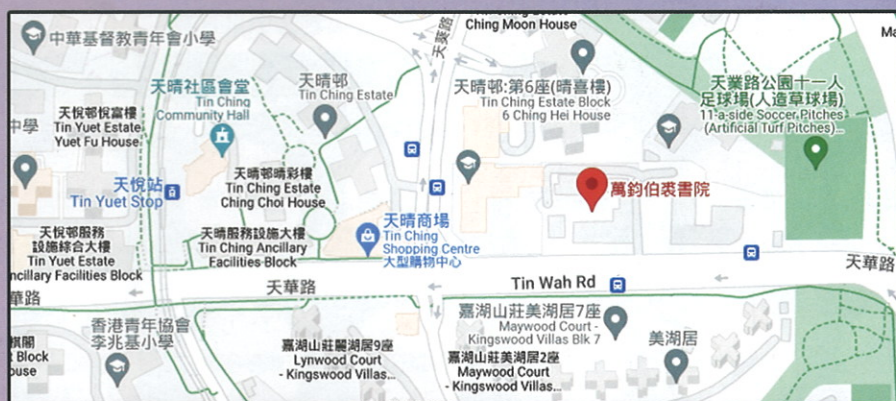 Ching Moon House
中華基督教青年會小學
天葵路
天晴社區會堂
Tin Ching
Community Hall
天晴邨
Tin Ching Estate
天晴邨:第6座(晴喜樓)
Tin Ching Estate Block
6 Ching Hei House
天業路公園十一人
足球場(人造草球場)
11-a-side Soccer Pitches
(Artificial Turf Pitches)...
天悅邨悅富樓
Tin Yuet Estate
Yuet Fu House
中學
天晴邨晴彩樓
Tin Ching Estate
Ching Choi House
天悅站
Tin Yuet Stop
萬鈞伯裘書院
天悅邨服務
設施綜合大樓
Tin Yuet Estate
ncillary Facilities Block
天晴服務設施大樓
Tin Ching Ancillary
Facilities Block
天晴商場
Tin Ching
Shopping Centre
大型購物中心
天華路
華路
天華路
Tin Wah Rd
香港青年協會
李兆基小學
嘉湖山莊麗湖居9座
Lynwood Court
- Kingswood Villas...
嘉湖山莊美湖居7座
Maywood Court -
Kingswood Villas Blk 7
嘉湖山莊美湖居2座
Maywood Court
- Kingswood Villas...
美湖居
Block
ouse
Ma